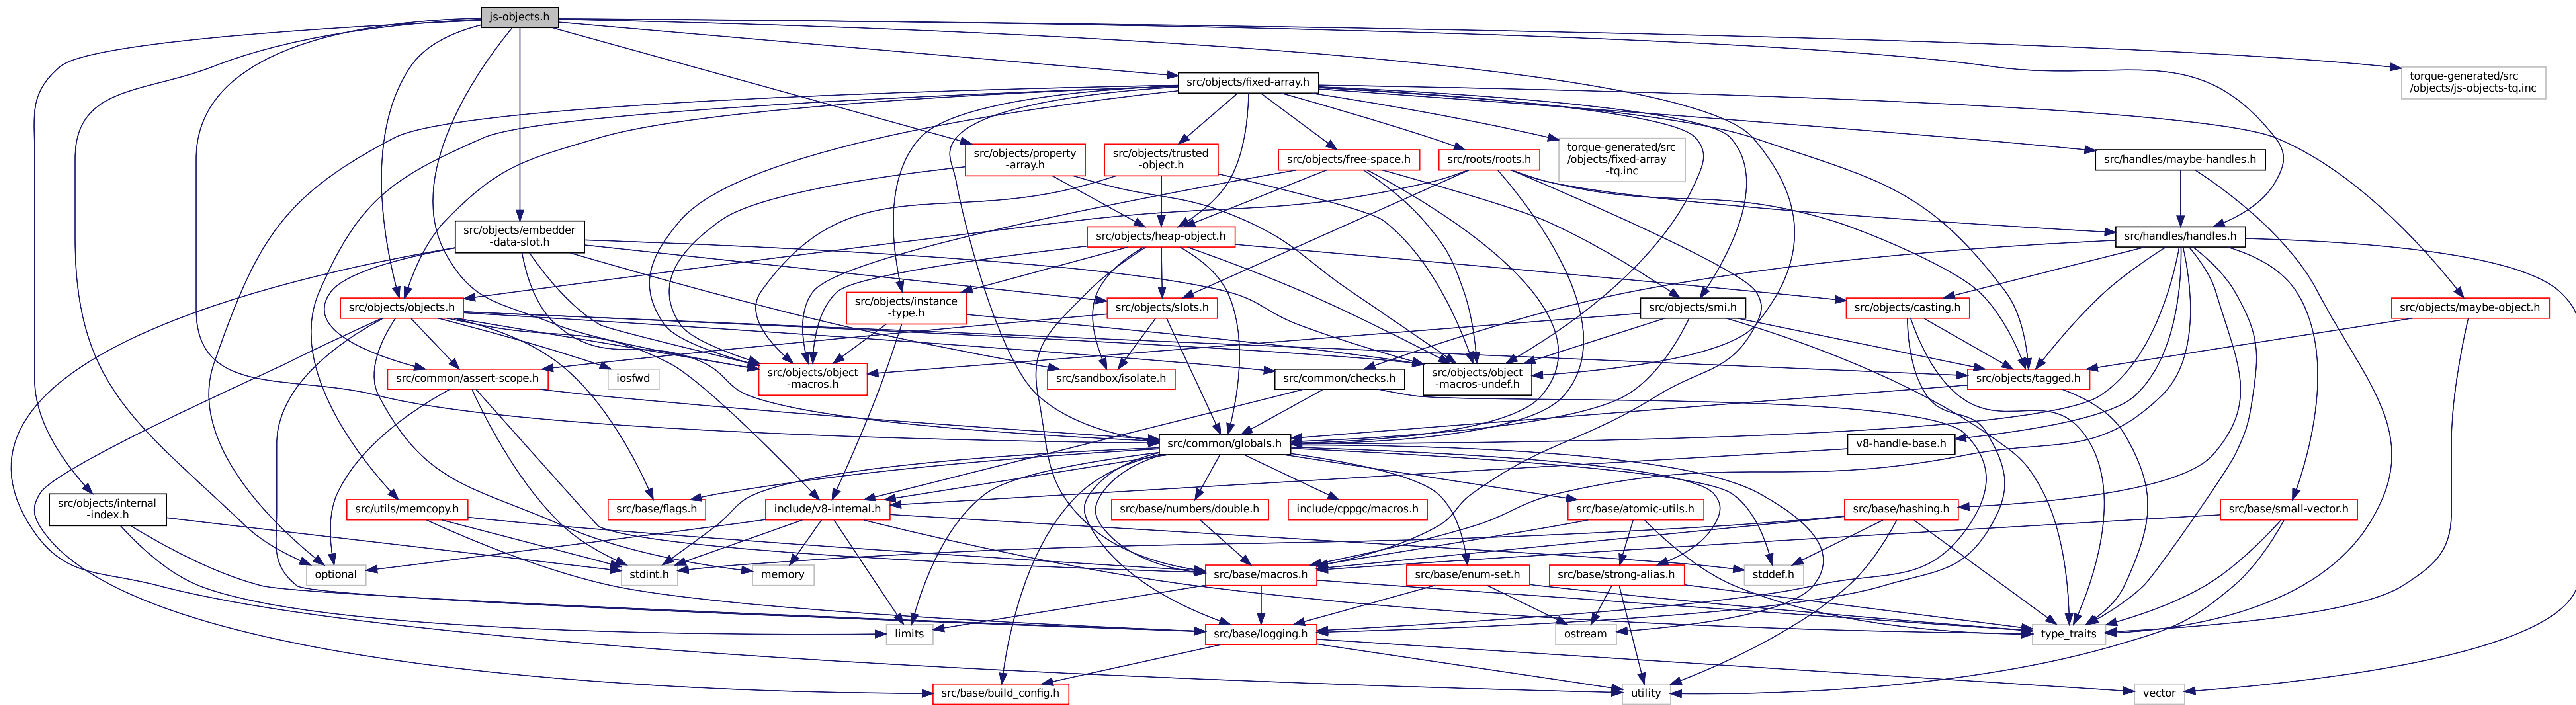 js-objects.h
src/objects/fixed-array.h
torque-generated/src
/objects/js-objects-tq.inc
src/objects/property
-array.h
src/objects/trusted
-object.h
src/objects/free-space.h
src/roots/roots.h
torque-generated/src
/objects/fixed-array
-tq.inc
src/handles/maybe-handles.h
src/objects/embedder
-data-slot.h
src/objects/heap-object.h
src/handles/handles.h
src/objects/objects.h
src/objects/instance
-type.h
src/objects/slots.h
src/objects/smi.h
src/objects/casting.h
src/objects/maybe-object.h
src/common/assert-scope.h
iosfwd
src/objects/object
-macros.h
src/sandbox/isolate.h
src/common/checks.h
src/objects/object
-macros-undef.h
src/objects/tagged.h
src/common/globals.h
v8-handle-base.h
src/objects/internal
-index.h
src/utils/memcopy.h
src/base/flags.h
include/v8-internal.h
src/base/numbers/double.h
include/cppgc/macros.h
src/base/atomic-utils.h
src/base/hashing.h
src/base/small-vector.h
optional
stdint.h
memory
src/base/macros.h
src/base/enum-set.h
src/base/strong-alias.h
stddef.h
limits
src/base/logging.h
ostream
type_traits
src/base/build_config.h
utility
vector